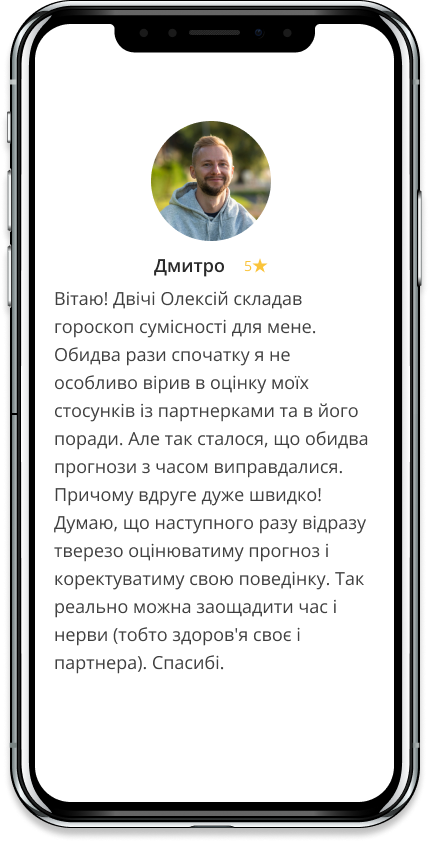 Дмитро 5★
Вітаю! Двічі Олексій складав
гороскоп сумісності для мене.
Обидва рази спочатку я не
особливо вірив в оцінку моїх
стосунків із партнерками та в його
поради. Але так сталося, що обидва
прогнози з часом виправдалися.
Причому вдруге дуже швидко!
Думаю, що наступного разу відразу
тверезо оцінюватиму прогноз і
коректуватиму свою поведінку. Так
реально можна заощадити час і
нерви (тобто здоров'я своє і
партнера). Спасибі.